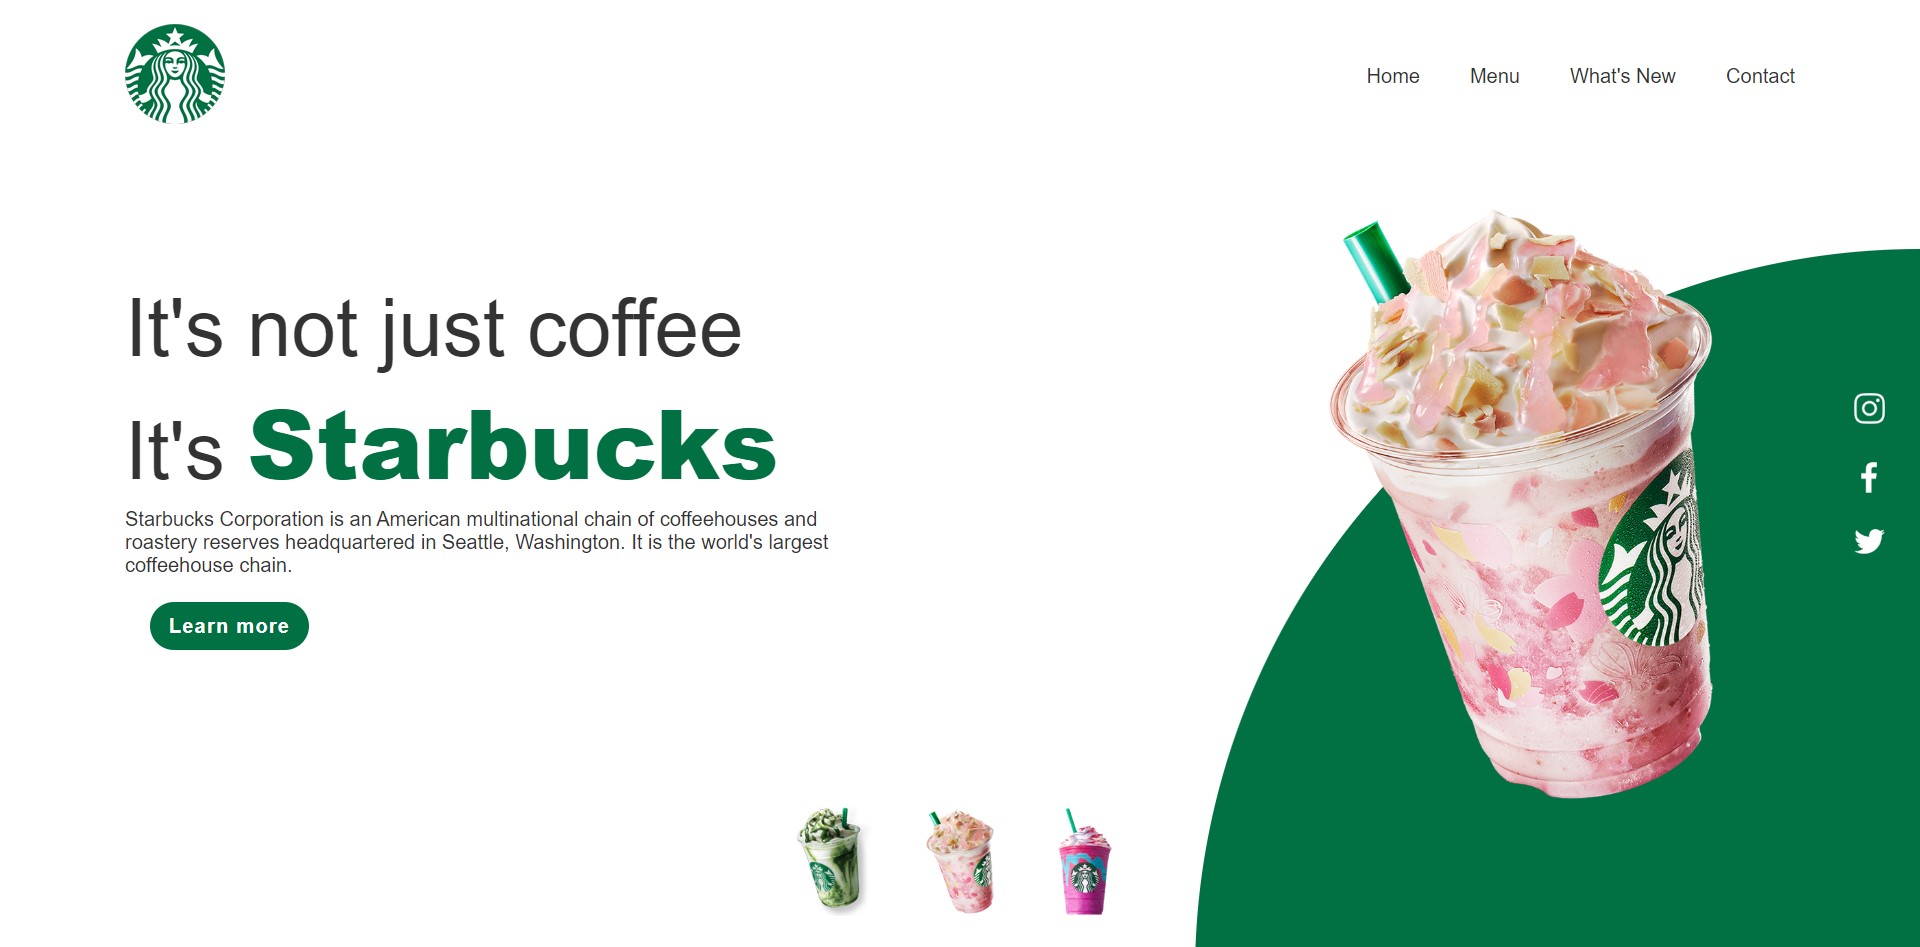 Home Menu What's New Contact
It's not just coffee
It's Starbucks
Starbucks Corporation is an American multinational chain of coffeehouses and
roastery reserves headquartered in Seattle, Washington. It is the world's largest
coffeehouse chain.
Learn more